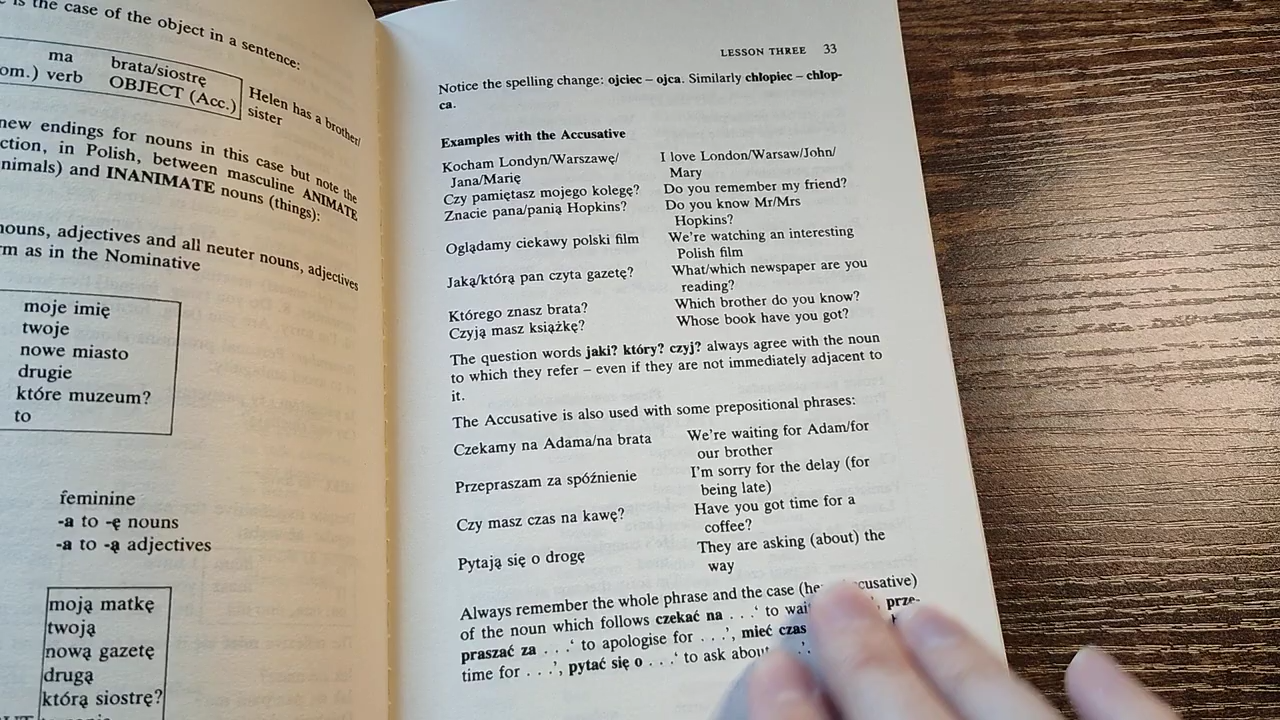 is the case of the object in a sentence:
ma brata/siostrę
om.) verb OBJECT (Acc.)
Helen has a brother/
sister
new endings for nouns in this case but note the
ction, in Polish, between masculine ANIMATE
nimals) and INANIMATE nouns (things):
nouns, adjectives and all neuter nouns, adjectives
rm as in the Nominative
moje imię
twoje
nowe miasto
drugie
które muzeum?
to
feminine
-a to -ę nouns
-a to -ą adjectives
moją matkę
twoją
nową gazetę
drugą
którą siostrę?
LESSON THREE 33
Notice the spelling change: ojciec – ojca. Similarly chłopiec – chłop-
ca.
Examples with the Accusative
Kocham Londyn/Warszawę/ I love London/Warsaw/John/
Jana/Marię Mary
Czy pamiętasz mojego kolegę? Do you remember my friend?
Znacie pana/panią Hopkins? Do you know Mr/Mrs
Hopkins?
Oglądamy ciekawy polski film We're watching an interesting
Polish film
Jaką/którą pan czyta gazetę? What/which newspaper are you
reading?
Którego znasz brata? Which brother do you know?
Czyją masz książkę? Whose book have you got?
The question words jaki? który? czyj? always agree with the noun
to which they refer – even if they are not immediately adjacent to
it.
The Accusative is also used with some prepositional phrases:
Czekamy na Adama/na brata We're waiting for Adam/for
our brother
Przepraszam za spóźnienie I'm sorry for the delay (for
being late)
Czy masz czas na kawę? Have you got time for a
coffee?
Pytają się o drogę They are asking (about) the
way
Always remember the whole phrase and the case (he cusative)
of the noun which follows czekać na . . .‘ to wai prze-
praszać za . . .‘ to apologise for . . .’, mieć czas
time for . . .’, pytać się o . . .‘ to ask about . . .’.